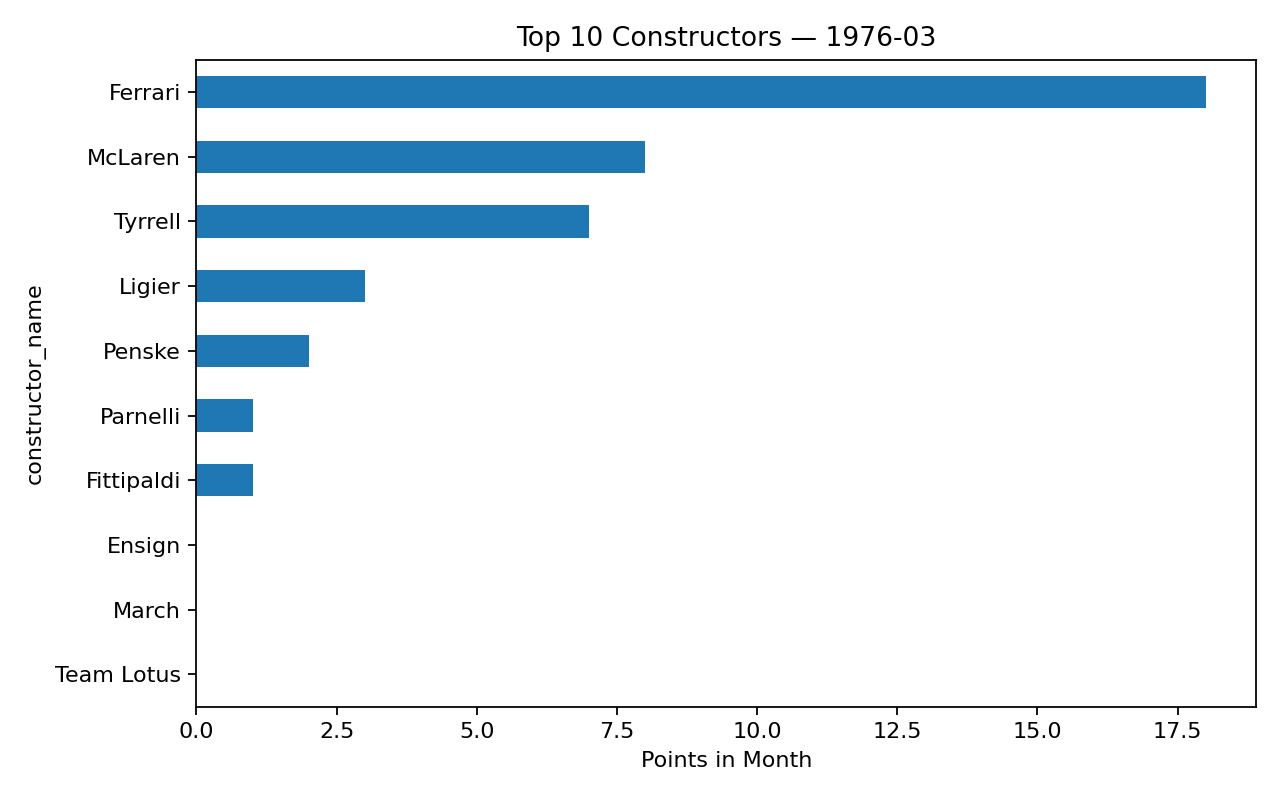 Top 10 Constructors — 1976-03
constructor_name
Ferrari
McLaren
Tyrrell
Ligier
Penske
Parnelli
Fittipaldi
Ensign
March
Team Lotus
0.0 2.5 5.0 7.5 10.0 12.5 15.0 17.5
Points in Month